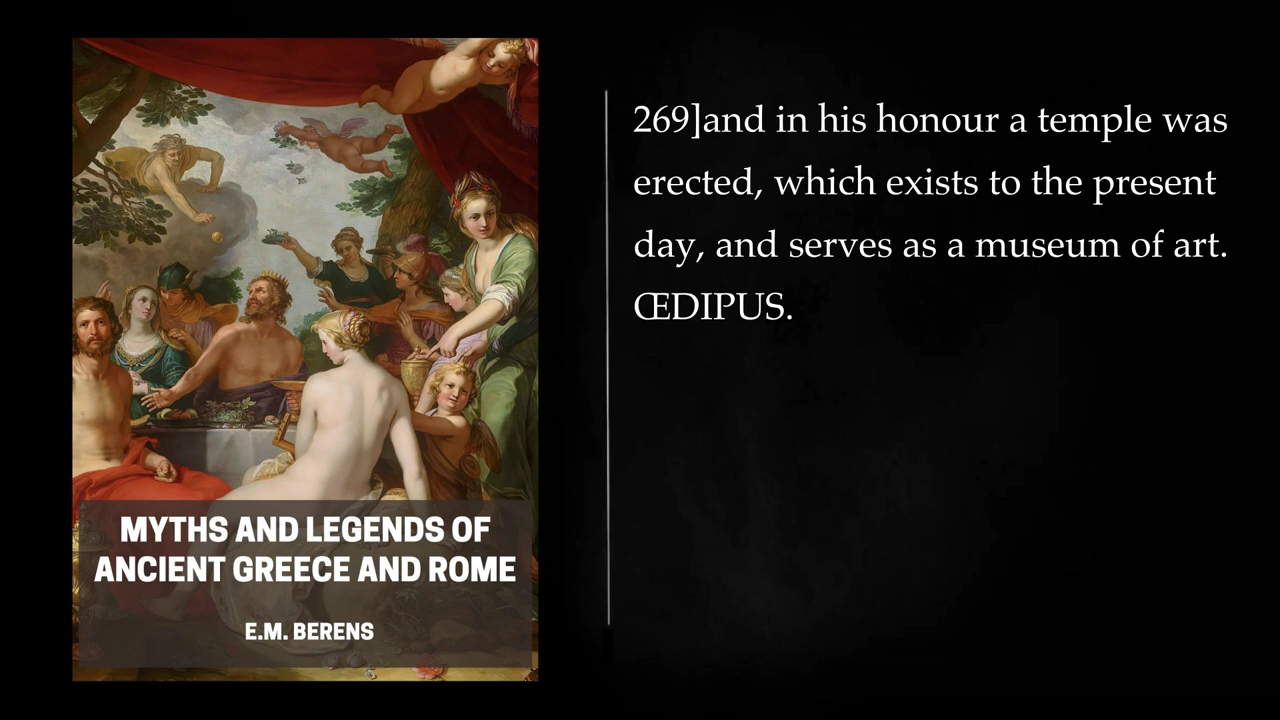 MYTHS AND LEGENDS OF
ANCIENT GREECE AND ROME
E.M. BERENS
269]and in his honour a temple was
erected, which exists to the present
day, and serves as a museum of art.
ŒDIPUS.